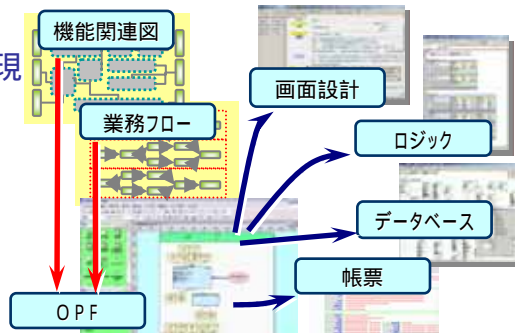 機能関連図
現
画面設計
業務フロー
ロジック
データベース
帳票
OPF